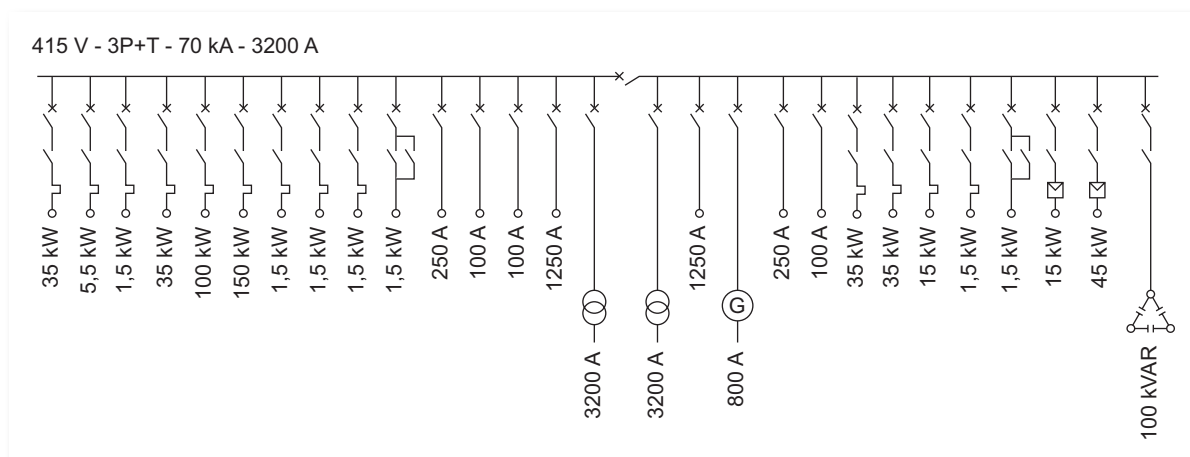 415 V - 3P+T - 70 kA - 3200 A
35 kW
5,5 kW
1,5 kW
35 kW
100 kW
150 kW
1,5 kW
1,5 kW
1,5 kW
1,5 kW
250 A
100 A
100 A
1250 A
3200 A
3200 A
1250 A
G
800 A
250 A
100 A
35 kW
35 kW
15 kW
1,5 kW
1,5 kW
15 kW
45 kW
100 kVAR